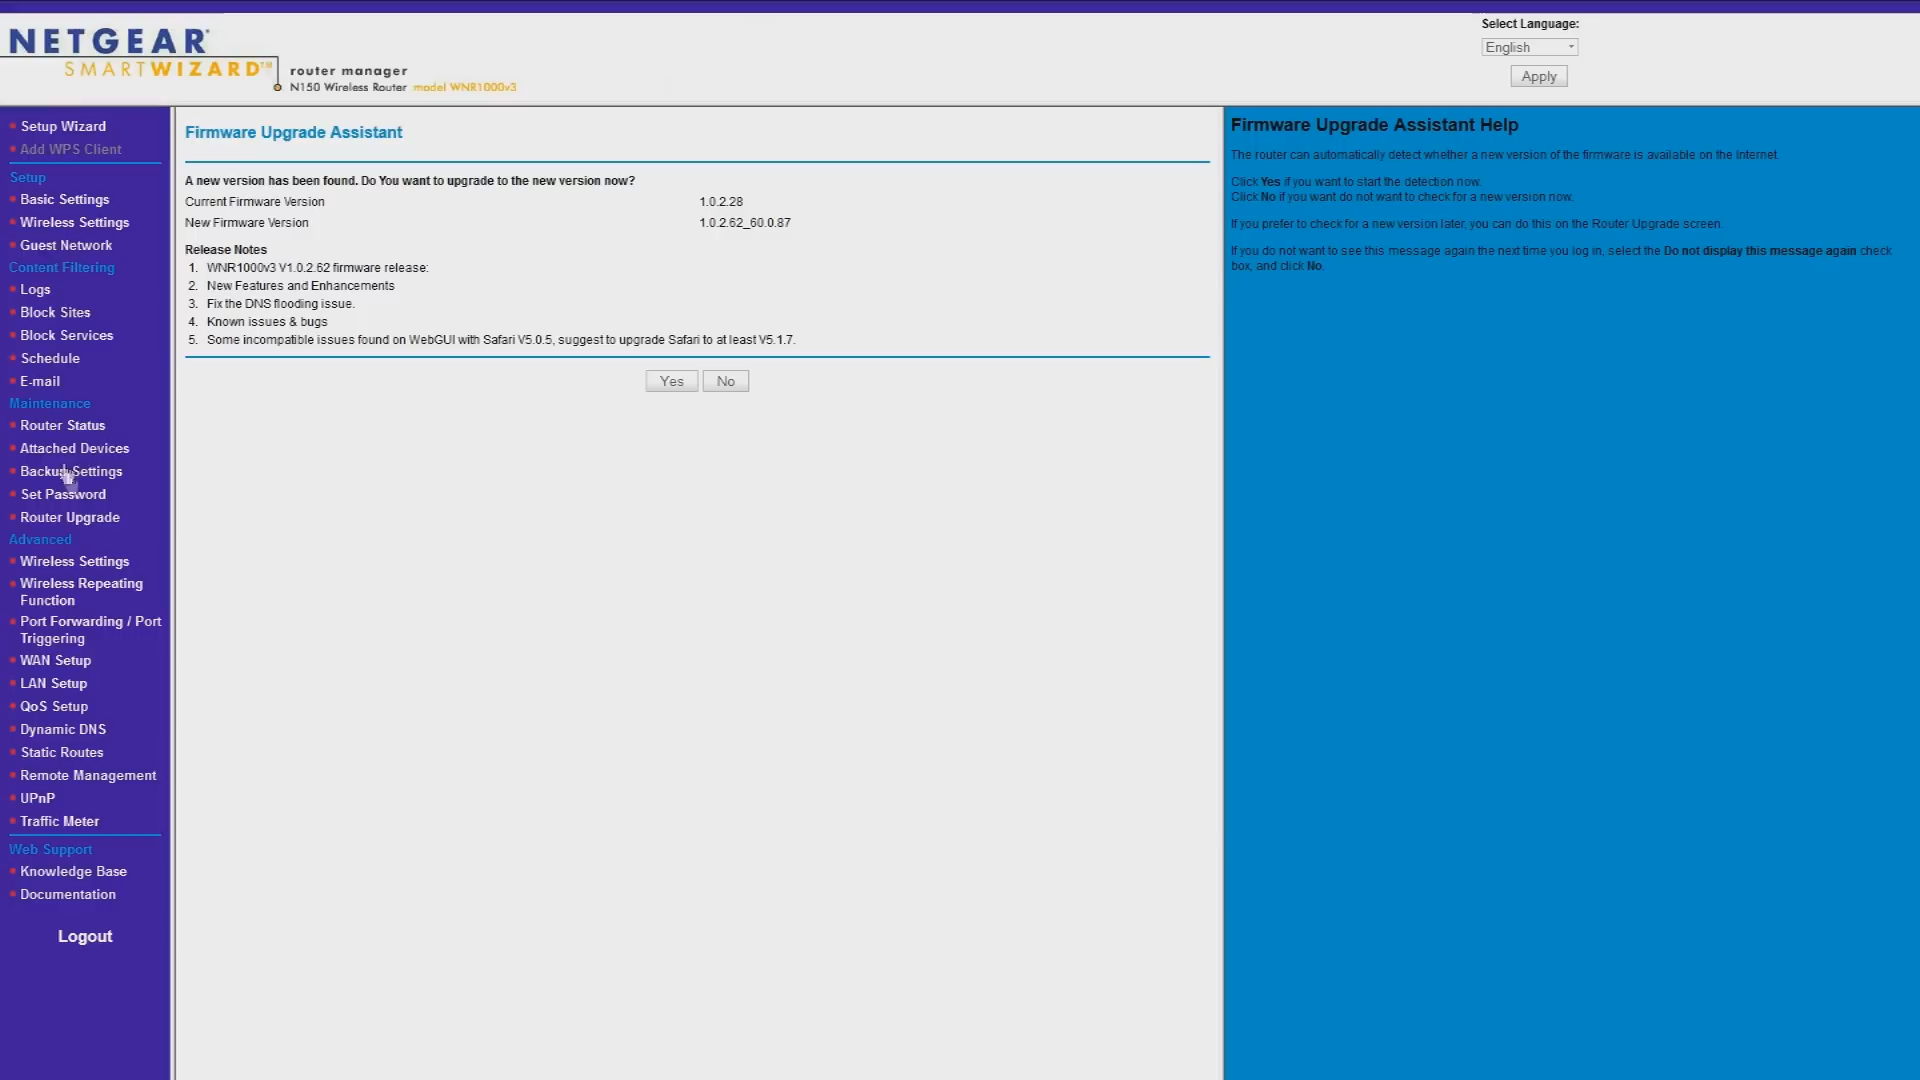 NETGEAR
SMARTWIZARD™
router manager
N150 Wireless Router model WNR1000v3
Select Language:
English
Apply
Setup Wizard
Add WPS Client
Setup
Basic Settings
Wireless Settings
Guest Network
Content Filtering
Logs
Block Sites
Block Services
Schedule
E-mail
Maintenance
Router Status
Attached Devices
Backup Settings
Set Password
Router Upgrade
Advanced
Wireless Settings
Wireless Repeating
Function
Port Forwarding / Port
Triggering
WAN Setup
LAN Setup
QoS Setup
Dynamic DNS
Static Routes
Remote Management
UPnP
Traffic Meter
Web Support
Knowledge Base
Documentation
Logout
Firmware Upgrade Assistant
A new version has been found. Do You want to upgrade to the new version now?
Current Firmware Version 1.0.2.28
New Firmware Version 1.0.2.62_60.0.87
Release Notes
1. WNR1000v3 V1.0.2.62 firmware release:
2. New Features and Enhancements
3. Fix the DNS flooding issue.
4. Known issues & bugs
5. Some incompatible issues found on WebGUI with Safari V5.0.5, suggest to upgrade Safari to at least V5.1.7.
Yes No
Firmware Upgrade Assistant Help
The router can automatically detect whether a new version of the firmware is available on the Internet.
Click Yes if you want to start the detection now.
Click No if you want do not want to check for a new version now.
If you prefer to check for a new version later, you can do this on the Router Upgrade screen.
If you do not want to see this message again the next time you log in, select the Do not display this message again check
box, and click No.